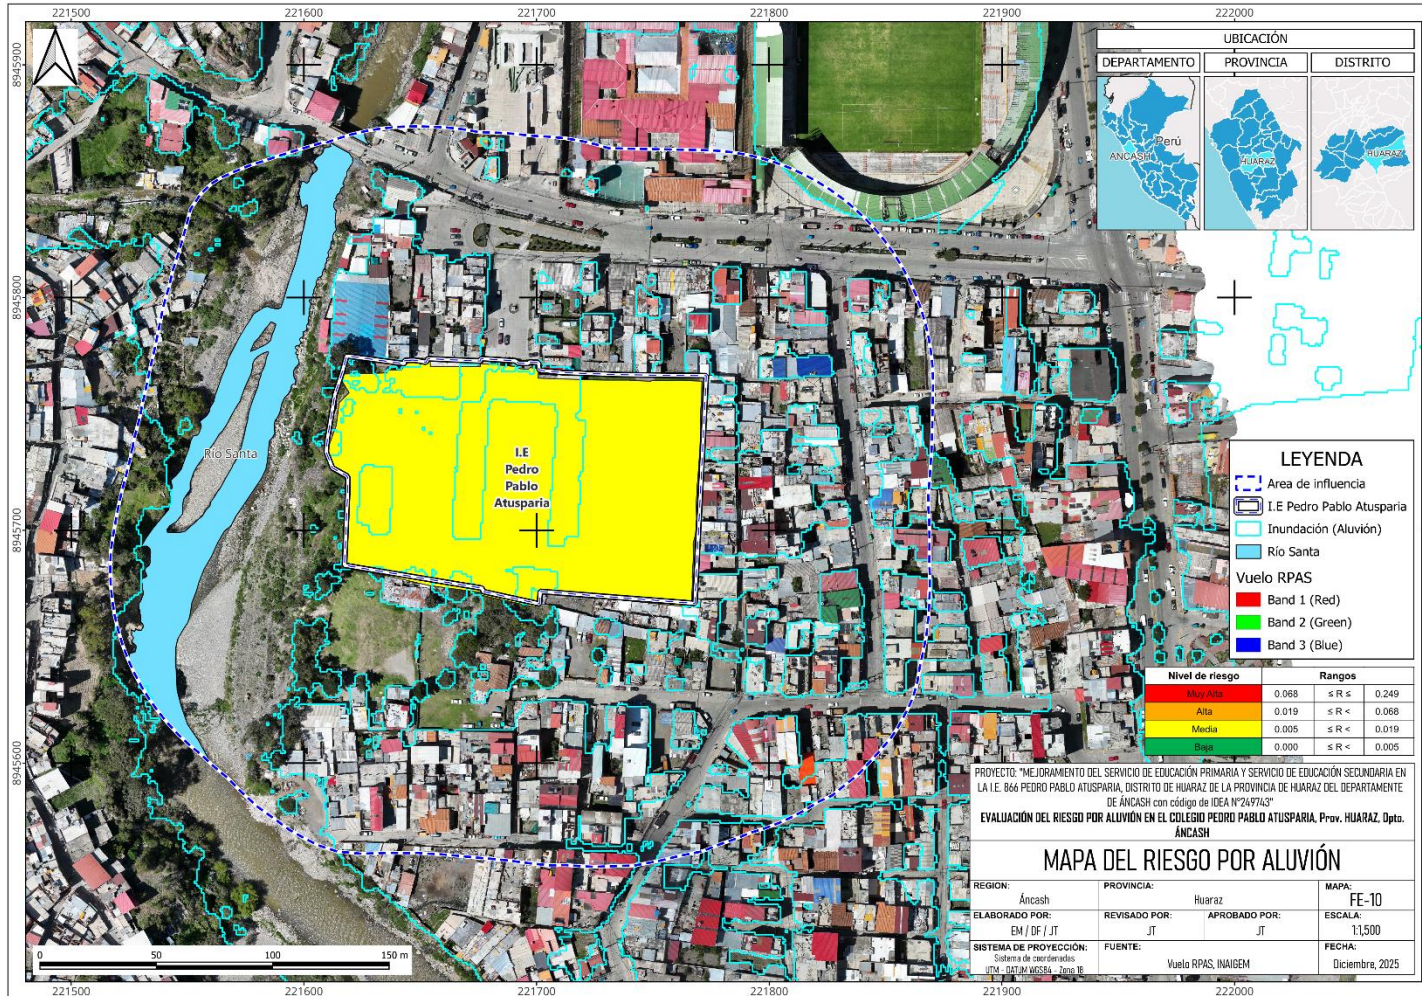 221500 221600 221700 221800 221900 222000
8945900
8945800
8945700
8945600
UBICACIÓN
DEPARTAMENTO PROVINCIA DISTRITO
Perú
ANCASH
HUARAZ
HUARAZ
Río Santa
I.E
Pedro
Pablo
Atusparia
LEYENDA
Area de influencia
I.E Pedro Pablo Atusparia
Inundación (Aluvión)
Río Santa
Vuelo RPAS
Band 1 (Red)
Band 2 (Green)
Band 3 (Blue)
Nivel de riesgo Rangos
Muy Alta 0.068 ≤ R ≤ 0.249
Alta 0.019 ≤ R < 0.068
Media 0.005 ≤ R < 0.019
Baja 0.000 ≤ R < 0.005
PROYECTO: "MEJORAMIENTO DEL SERVICIO DE EDUCACIÓN PRIMARIA Y SERVICIO DE EDUCACIÓN SECUNDARIA EN
LA I.E. 866 PEDRO PABLO ATUSPARIA, DISTRITO DE HUARAZ DE LA PROVINCIA DE HUARAZ DEL DEPARTAMENTE
DE ÁNCASH con código de IDEA N°249743"
EVALUACIÓN DEL RIESGO POR ALUVIÓN EN EL COLEGIO PEDRO PABLO ATUSPARIA, Prov. HUARAZ, Dpto.
ÁNCASH
MAPA DEL RIESGO POR ALUVIÓN
REGION: PROVINCIA: MAPA:
Áncash Huaraz FE-10
ELABORADO POR: REVISADO POR: APROBADO POR: ESCALA:
EM / DF / JT JT JT 1:1,500
SISTEMA DE PROYECCIÓN: FUENTE: FECHA:
Sistema de coordenadas
UTM - DATUM WGS84 - Zona 18
Vuelo RPAS, INAIGEM Diciembre, 2025
0 50 100 150 m
221500 221600 221700 221800 221900 222000